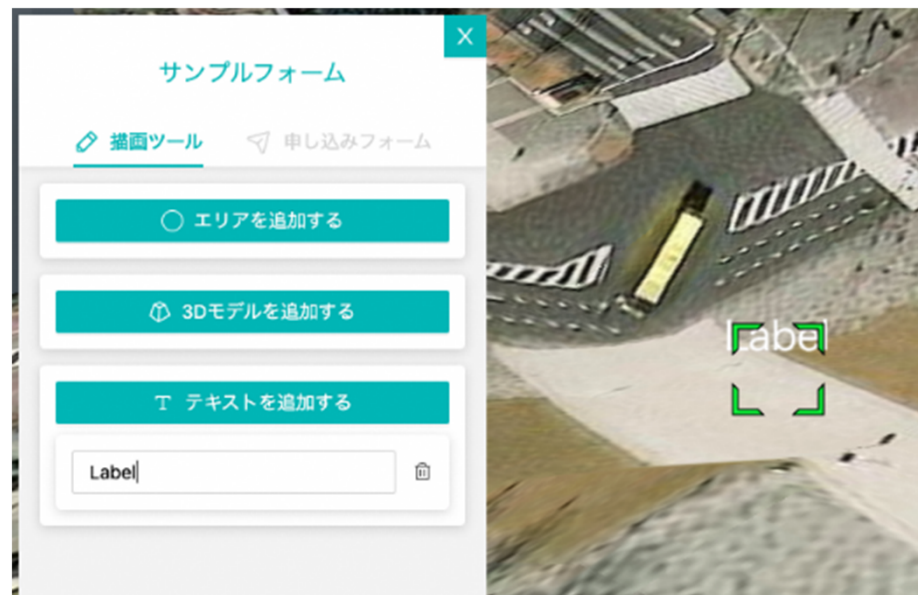 X
サンプルフォーム
描画ツール 申し込みフォーム
エリアを追加する
3Dモデルを追加する
T テキストを追加する
Label
Label